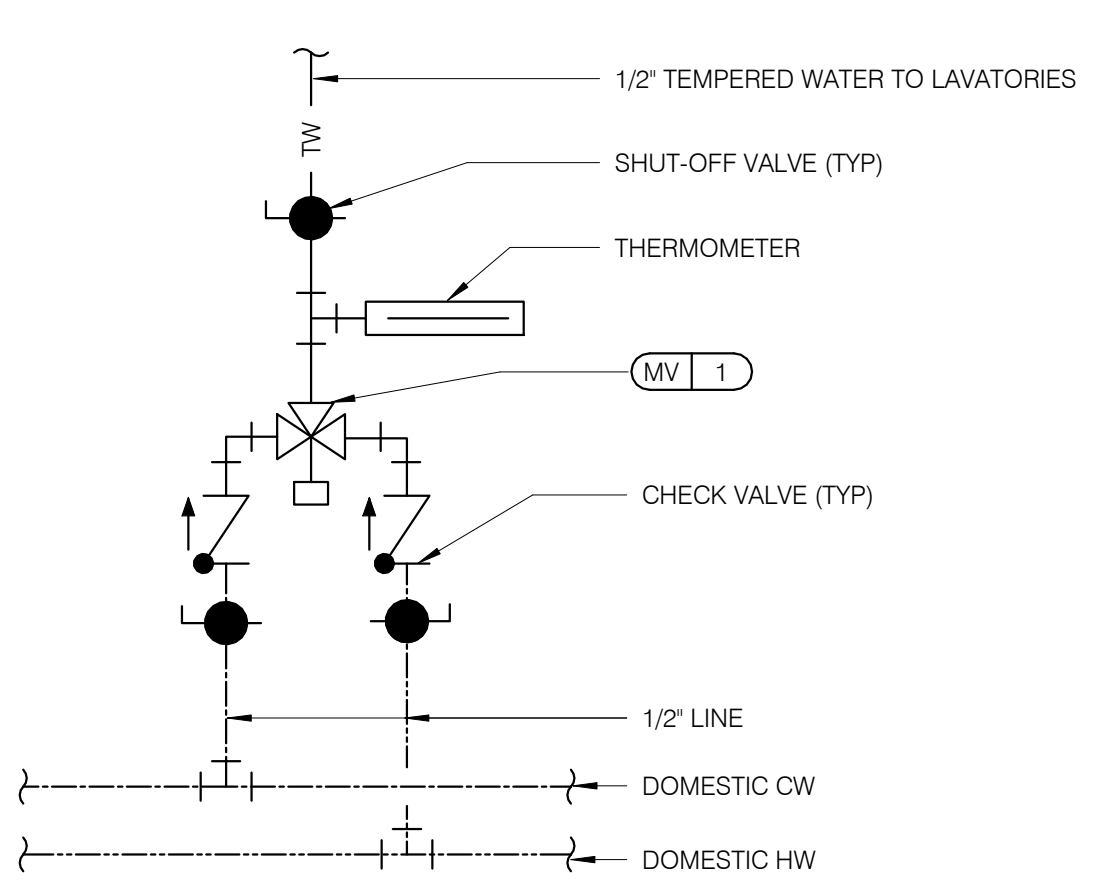 1/2" TEMPERED WATER TO LAVATORIES
TW
SHUT-OFF VALVE (TYP)
THERMOMETER
MV 1
CHECK VALVE (TYP)
1/2" LINE
DOMESTIC CW
DOMESTIC HW